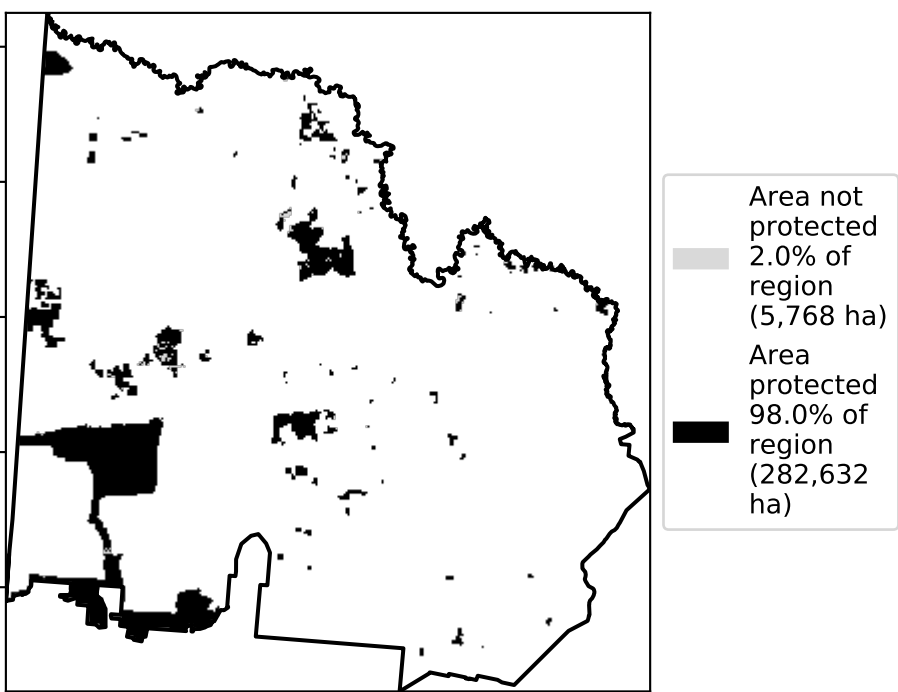 Area not
protected
2.0% of
region
(5,768 ha)
Area
protected
98.0% of
region
(282,632
ha)